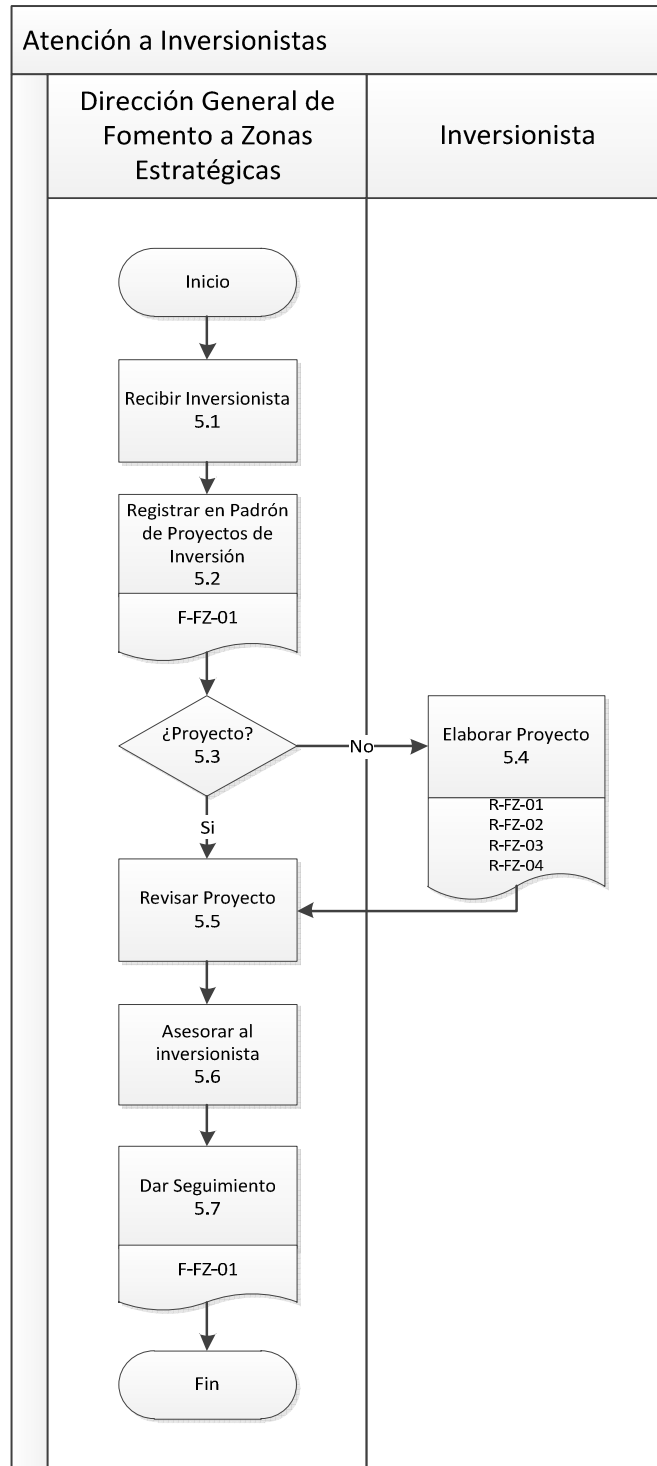 Atención a Inversionistas
Dirección General de
Fomento a Zonas
Estratégicas
Inversionista
Inicio
Recibir Inversionista
5.1
Registrar en Padrón
de Proyectos de
Inversión
5.2
F-FZ-01
¿Proyecto?
5.3
No
Elaborar Proyecto
5.4
R-FZ-01
R-FZ-02
R-FZ-03
R-FZ-04
Si
Revisar Proyecto
5.5
Asesorar al
inversionista
5.6
Dar Seguimiento
5.7
F-FZ-01
Fin